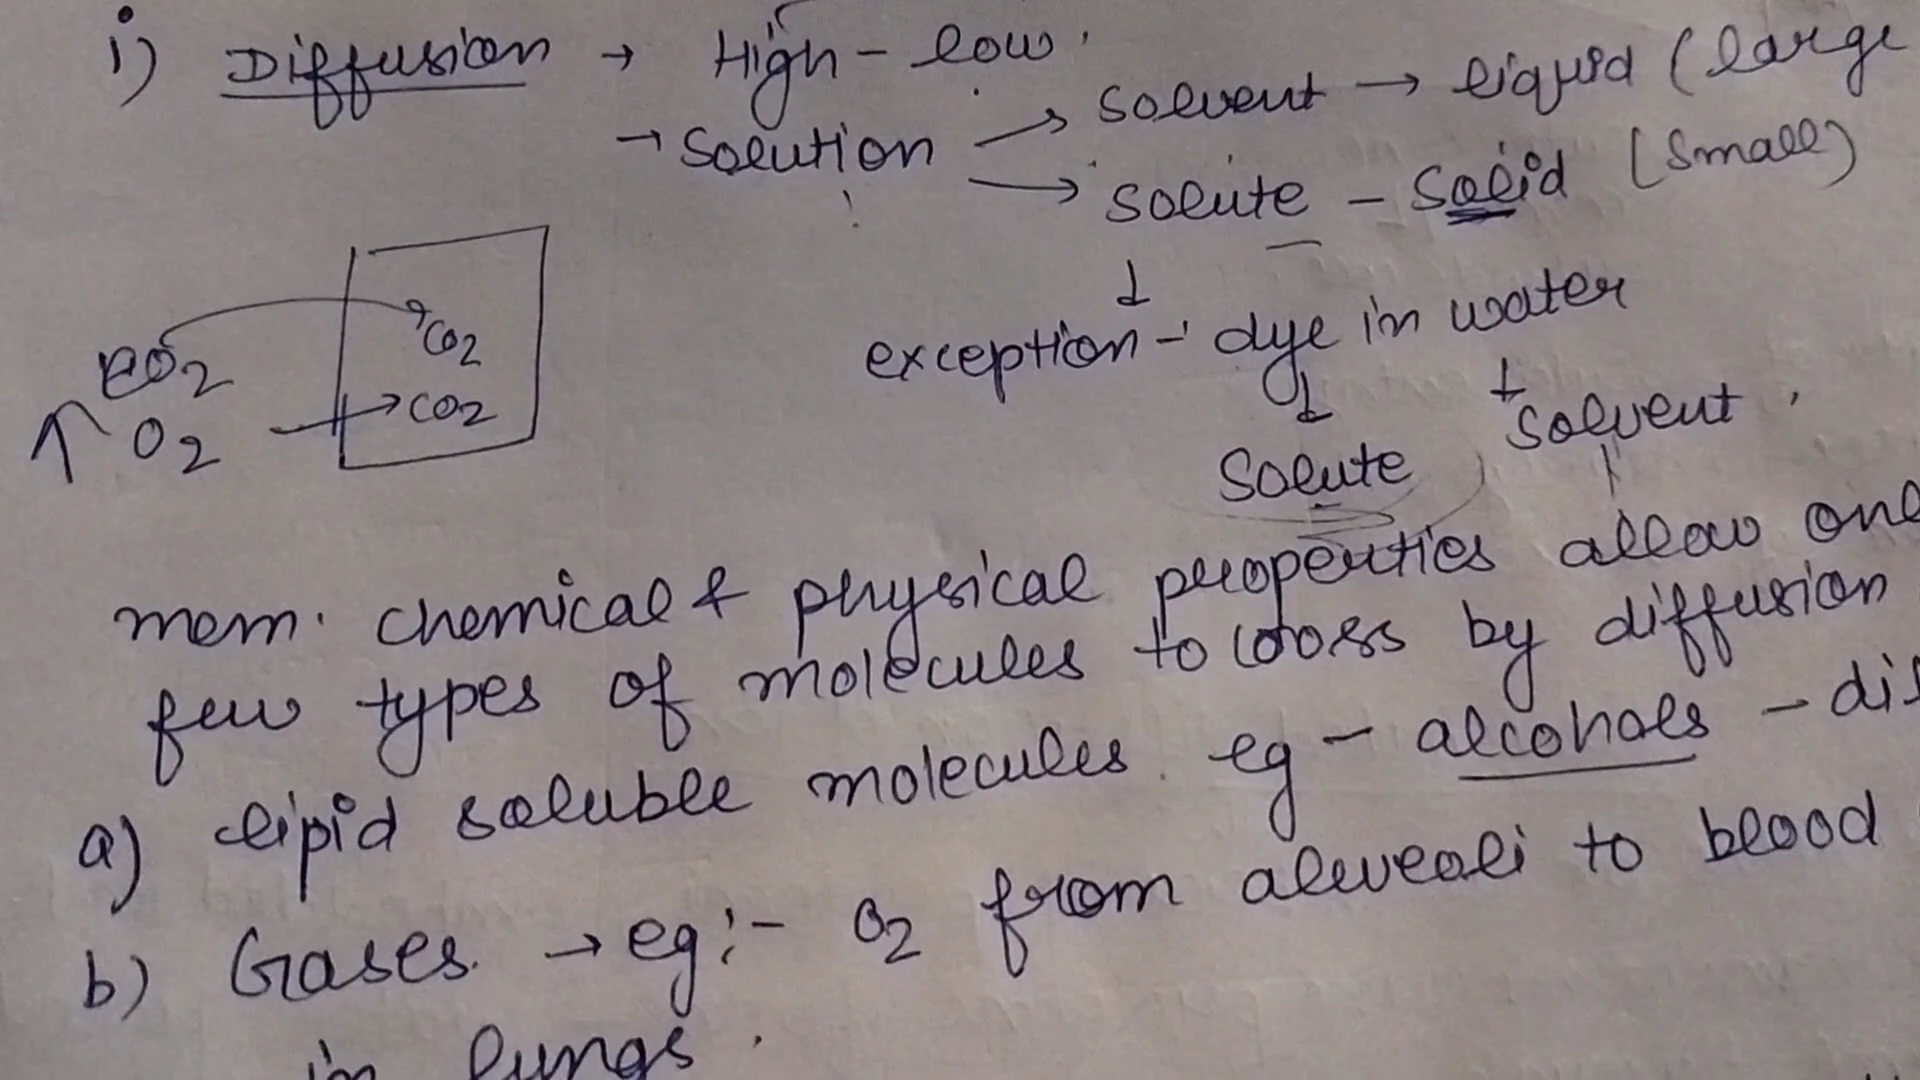 i) Diffusion → High - low.
→ Solution → solvent → liquid (large
→ solute - solid (small)
↓
exception - dye in water
↓ ↓
Solute solvent.
CO2 CO2
↑ O2 → CO2
mem. chemical & physical properties allow
few types of molecules to cross by diffusion
a) lipid soluble molecules. eg - alcohols -
b) Gases. → eg:- O2 from alveoli to blood
in lungs.